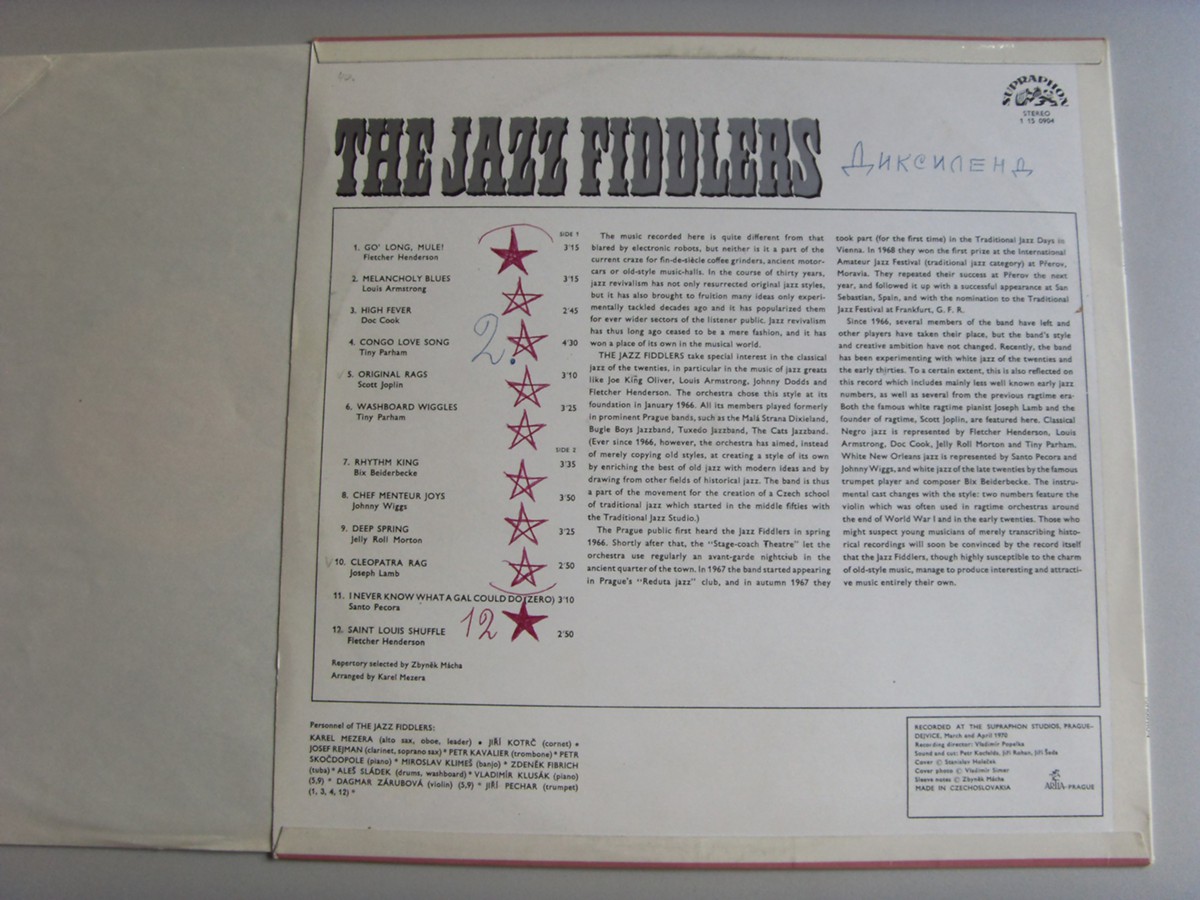 SUPRAPHON
STEREO
1 15 0904
THE JAZZ FIDDLERS
Диксиленд
SIDE 1
1. GO' LONG, MULE! 3'15
Fletcher Henderson
2. MELANCHOLY BLUES 3'15
Louis Armstrong
3. HIGH FEVER 2'45
Doc Cook
2.
4. CONGO LOVE SONG 4'30
Tiny Parham
5. ORIGINAL RAGS 3'10
Scott Joplin
6. WASHBOARD WIGGLES 3'25
Tiny Parham
SIDE 2
7. RHYTHM KING 3'35
Bix Beiderbecke
8. CHEF MENTEUR JOYS 3'50
Johnny Wiggs
9. DEEP SPRING 3'25
Jelly Roll Morton
10. CLEOPATRA RAG 2'50
Joseph Lamb
11. I NEVER KNOW WHAT A GAL COULD DO (ZERO) 3'10
Santo Pecora
12
12. SAINT LOUIS SHUFFLE 2'50
Fletcher Henderson
Repertory selected by Zbyněk Mácha
Arranged by Karel Mezera
The music recorded here is quite different from that
blared by electronic robots, but neither is it a part of the
current craze for fin-de-siècle coffee grinders, ancient motor-
cars or old-style music-halls. In the course of thirty years,
jazz revivalism has not only resurrected original jazz styles,
but it has also brought to fruition many ideas only experi-
mentally tackled decades ago and it has popularized them
for ever wider sectors of the listener public. Jazz revivalism
has thus long ago ceased to be a mere fashion, and it has
won a place of its own in the musical world.
THE JAZZ FIDDLERS take special interest in the classical
jazz of the twenties, in particular in the music of jazz greats
like Joe King Oliver, Louis Armstrong, Johnny Dodds and
Fletcher Henderson. The orchestra chose this style at its
foundation in January 1966. All its members played formerly
in prominent Prague bands, such as the Malá Strana Dixieland,
Bugle Boys Jazzband, Tuxedo Jazzband, The Cats Jazzband.
(Ever since 1966, however, the orchestra has aimed, instead
of merely copying old styles, at creating a style of its own
by enriching the best of old jazz with modern ideas and by
drawing from other fields of historical jazz. The band is thus
a part of the movement for the creation of a Czech school
of traditional jazz which started in the middle fifties with
the Traditional Jazz Studio.)
The Prague public first heard the Jazz Fiddlers in spring
1966. Shortly after that, the "Stage-coach Theatre" let the
orchestra use regularly an avant-garde nightclub in the
ancient quarter of the town. In 1967 the band started appearing
in Prague's "Reduta jazz" club, and in autumn 1967 they
took part (for the first time) in the Traditional Jazz Days in
Vienna. In 1968 they won the first prize at the International
Amateur Jazz Festival (traditional jazz category) at Přerov,
Moravia. They repeated their success at Přerov the next
year, and followed it up with a successful appearance at San
Sebastian, Spain, and with the nomination to the Traditional
Jazz Festival at Frankfurt, G. F. R.
Since 1966, several members of the band have left and
other players have taken their place, but the band's style
and creative ambition have not changed. Recently, the band
has been experimenting with white jazz of the twenties and
the early thirties. To a certain extent, this is also reflected on
this record which includes mainly less well known early jazz
numbers, as well as several from the previous ragtime era-
Both the famous white ragtime pianist Joseph Lamb and the
founder of ragtime, Scott Joplin, are featured here. Classical
Negro jazz is represented by Fletcher Henderson, Louis
Armstrong, Doc Cook, Jelly Roll Morton and Tiny Parham.
White New Orleans jazz is represented by Santo Pecora and
Johnny Wiggs, and white jazz of the late twenties by the famous
trumpet player and composer Bix Beiderbecke. The instru-
mental cast changes with the style: two numbers feature the
violin which was often used in ragtime orchestras around
the end of World War I and in the early twenties. Those who
might suspect young musicians of merely transcribing histo-
rical recordings will soon be convinced by the record itself
that the Jazz Fiddlers, though highly susceptible to the charm
of old-style music, manage to produce interesting and attracti-
ve music entirely their own.
Personnel of THE JAZZ FIDDLERS:
KAREL MEZERA (alto sax, oboe, leader) * JIŘÍ KOTRČ (cornet) *
JOSEF REJMAN (clarinet, soprano sax) * PETR KAVALIER (trombone) * PETR
SKOČDOPOLE (piano) * MIROSLAV KLIMEŠ (banjo) * ZDENĚK FIBRICH
(tuba) * ALEŠ SLÁDEK (drums, washboard) * VLADIMÍR KLUSÁK (piano)
(5,9) * DAGMAR ZÁRUBOVÁ (violin) (5,9) * JIŘÍ PECHAR (trumpet)
(1, 3, 4, 12) *
RECORDED AT THE SUPRAPHON STUDIOS, PRAGUE-
DEJVICE, March and April 1970
Recording director: Vladimír Popelka
Sound and cut: Petr Kocfelda, Jiří Rohan, Jiří Šeda
Cover © Stanislav Holeček
Cover photo © Vladimír Šimer
Sleeve notes © Zbyněk Mácha
MADE IN CZECHOSLOVAKIA
ARTIA-PRAGUE